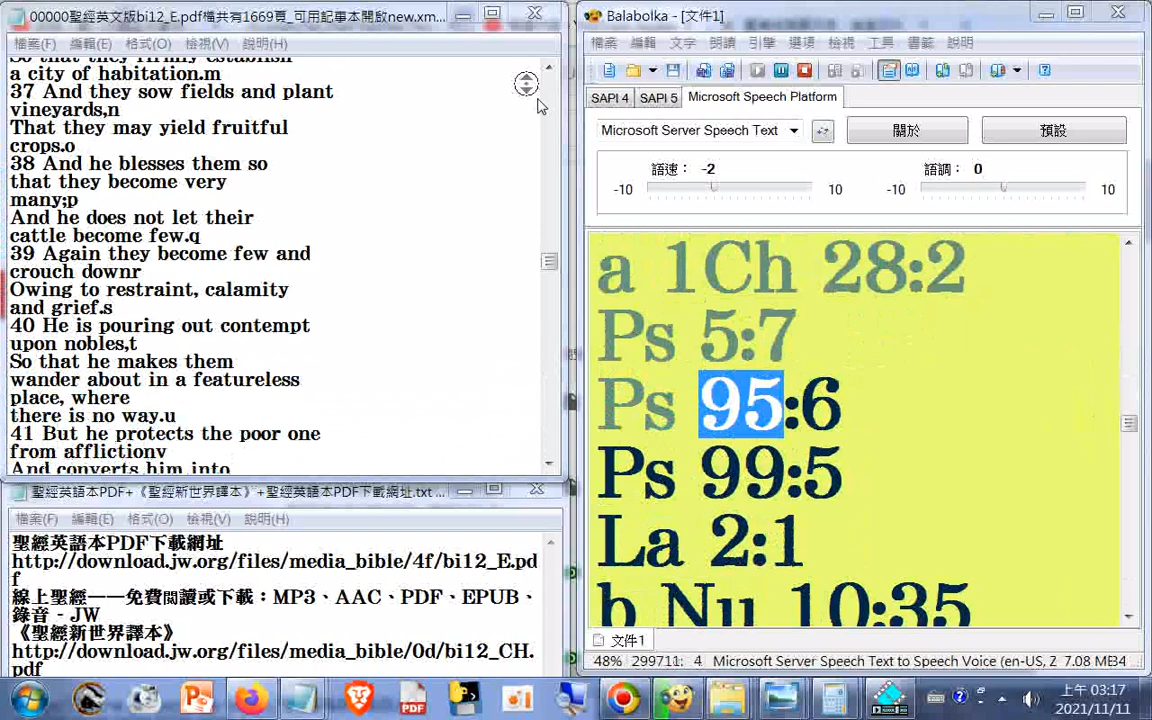 00000聖經英文版bi12_E.pdf檔共有1669頁_可用記事本開啟new.xm...
檔案(F) 編輯(E) 格式(O) 檢視(V) 說明(H)
So that they firmly establish
a city of habitation.m
37 And they sow fields and plant
vineyards,n
That they may yield fruitful
crops.o
38 And he blesses them so
that they become very
many;p
And he does not let their
cattle become few.q
39 Again they become few and
crouch downr
Owing to restraint, calamity
and grief.s
40 He is pouring out contempt
upon nobles,t
So that he makes them
wander about in a featureless
place, where
there is no way.u
41 But he protects the poor one
from afflictionv
And converts him into
聖經英語本PDF+《聖經新世界譯本》+聖經英語本PDF下載網址.txt ...
檔案(F) 編輯(E) 格式(O) 檢視(V) 說明(H)
聖經英語本PDF下載網址
http://download.jw.org/files/media_bible/4f/bi12_E.pd
f
線上聖經——免費閱讀或下載：MP3、AAC、PDF、EPUB、
錄音 - JW
《聖經新世界譯本》
http://download.jw.org/files/media_bible/0d/bi12_CH.
pdf
Balabolka - [文件1]
檔案 編輯 文字 朗讀 引擎 選項 檢視 工具 書籤 說明
SAPI 4 SAPI 5 Microsoft Speech Platform
Microsoft Server Speech Text 關於 預設
語速： -2 語調： 0
-10 10 -10 10
a 1Ch 28:2
Ps 5:7
Ps 95:6
Ps 99:5
La 2:1
b Nu 10:35
文件1
48% 299711: 4 Microsoft Server Speech Text to Speech Voice (en-US, Z 7.08 MB34
PDF
上午 03:17
2021/11/11